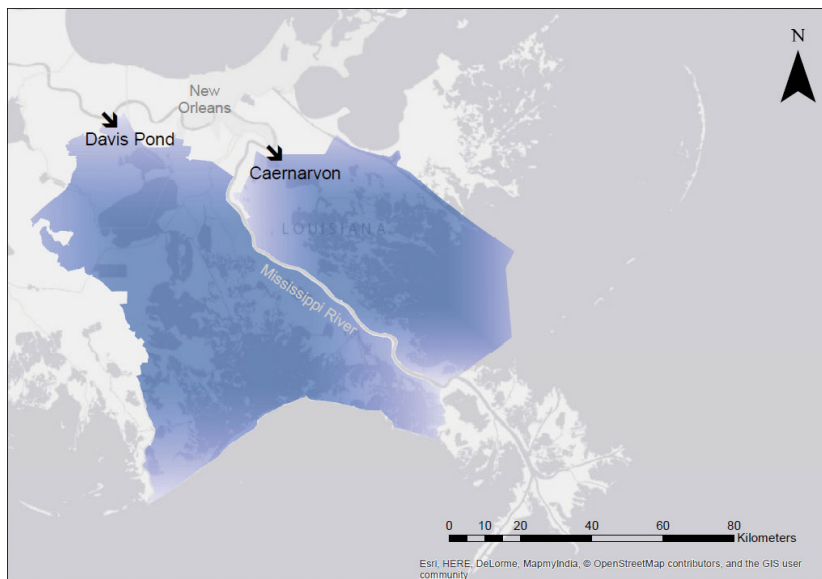 N
New
Orleans
Davis Pond
Caernarvon
LOUISIANA
Mississippi River
0 10 20 40 60 80
Kilometers
Esri, HERE, DeLorme, MapmyIndia, © OpenStreetMap contributors, and the GIS user
community